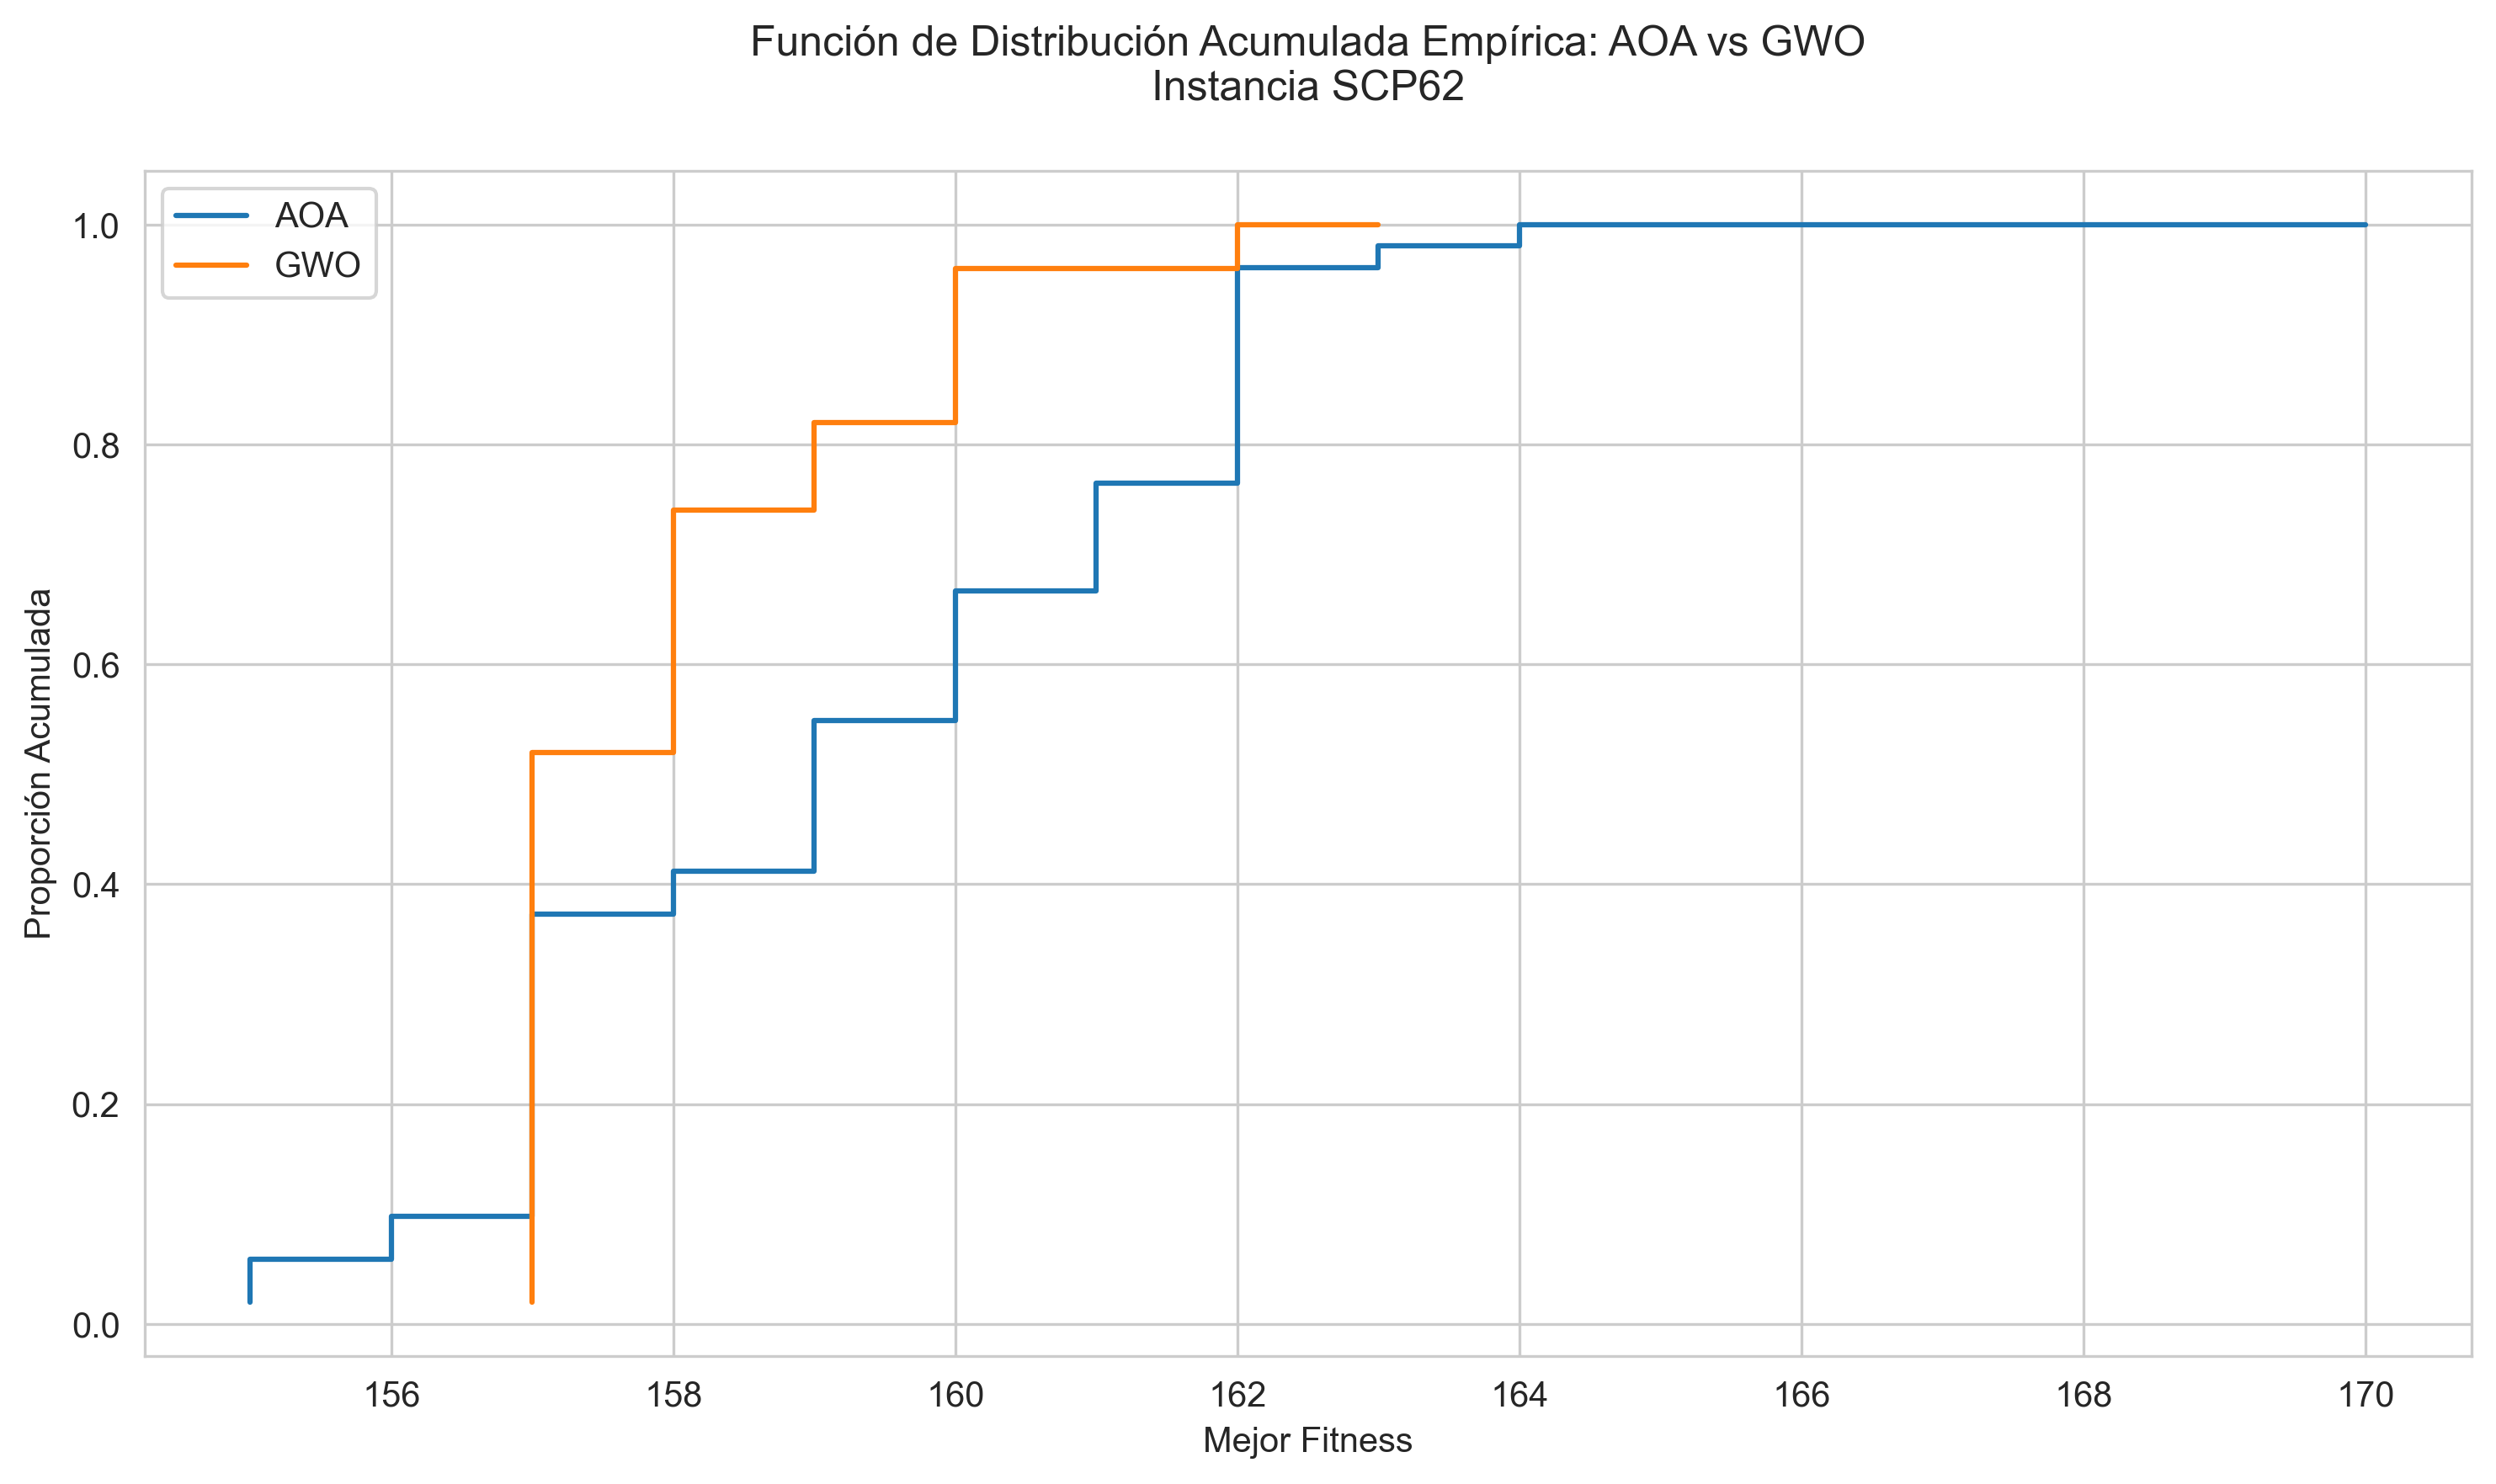 Función de Distribución Acumulada Empírica: AOA vs GWO
Instancia SCP62
AOA
GWO
1.0
0.8
0.6
0.4
0.2
0.0
Proporción Acumulada
156 158 160 162 164 166 168 170
Mejor Fitness